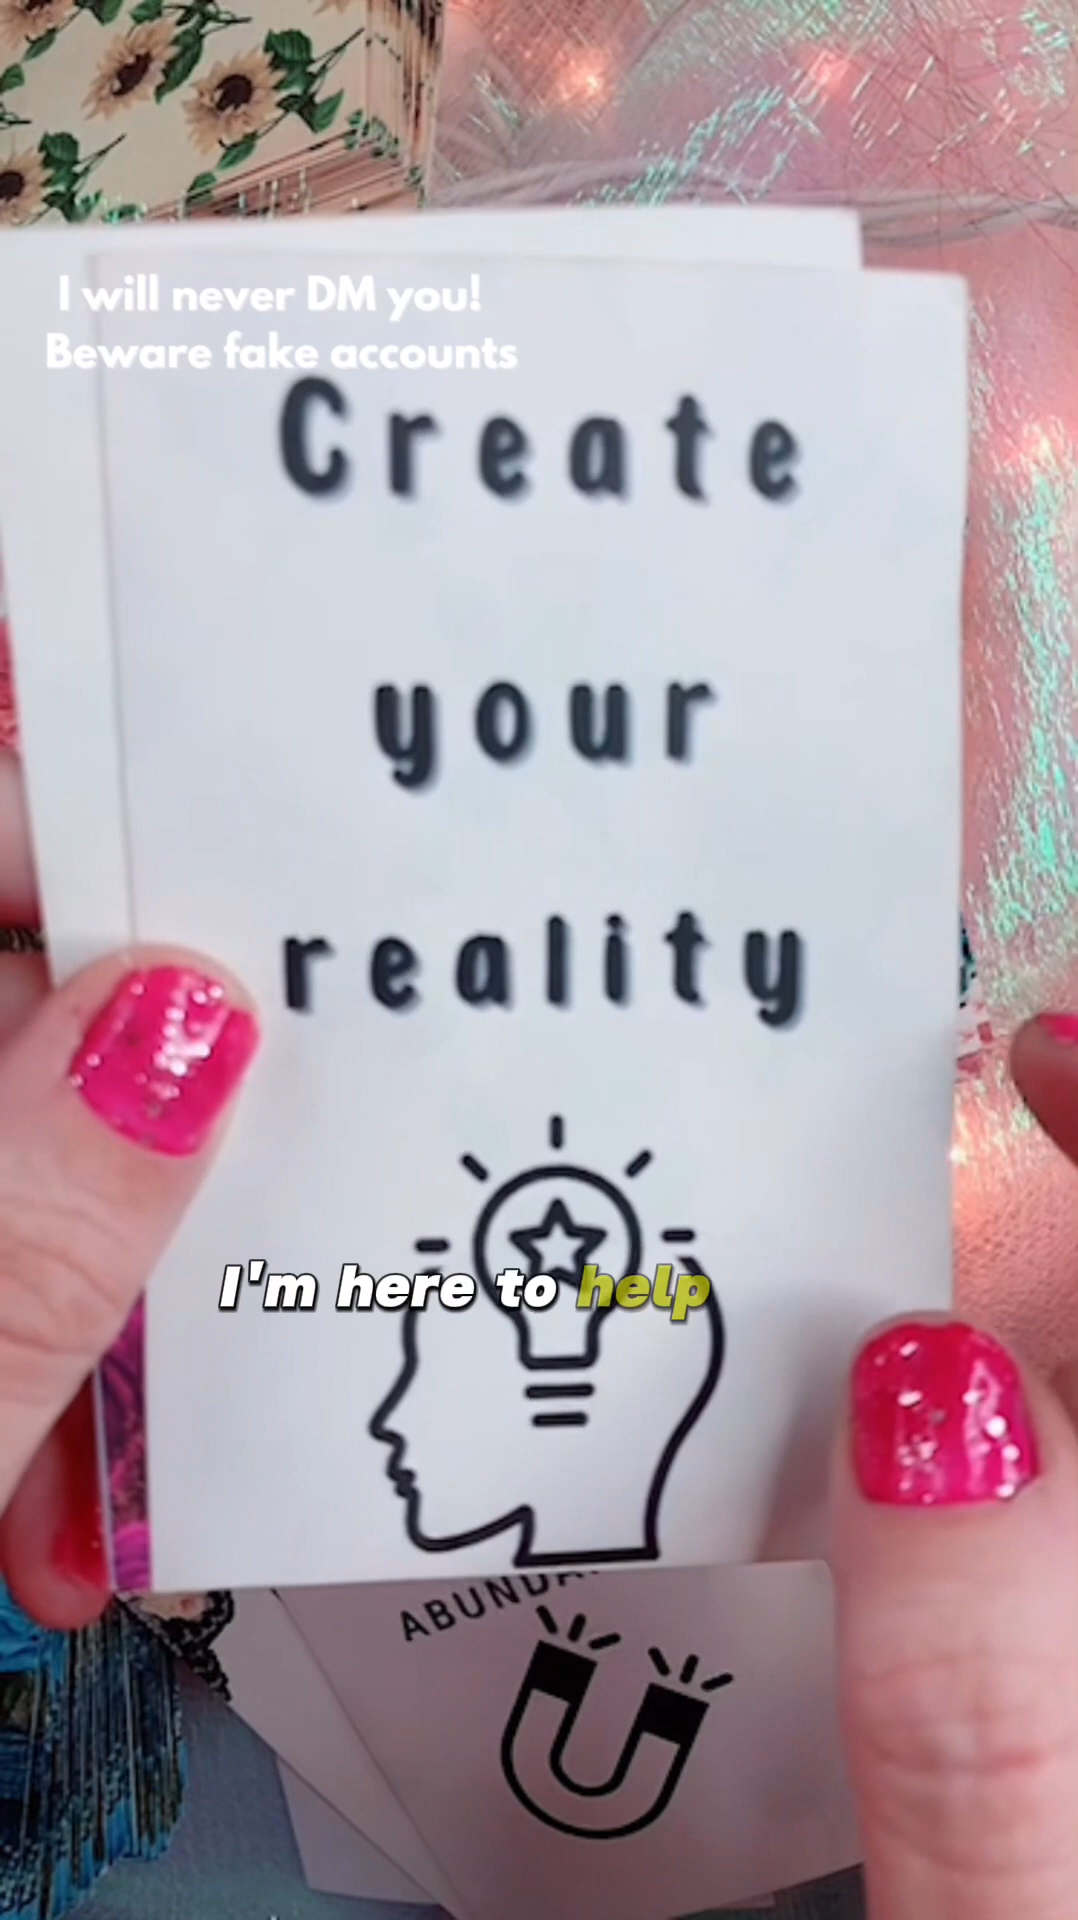 I will never DM you!
Beware fake accounts
Create
your
reality
I'm here to help